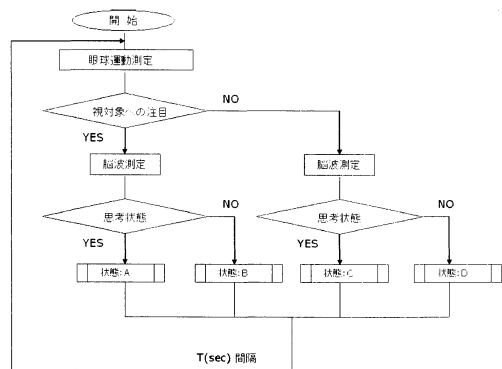 開 始
眼球運動測定
視対象への注目
NO
YES
脳波測定
脳波測定
思考状態
NO
思考状態
NO
YES
YES
状態:A
状態:B
状態:C
状態:D
T(sec) 間隔